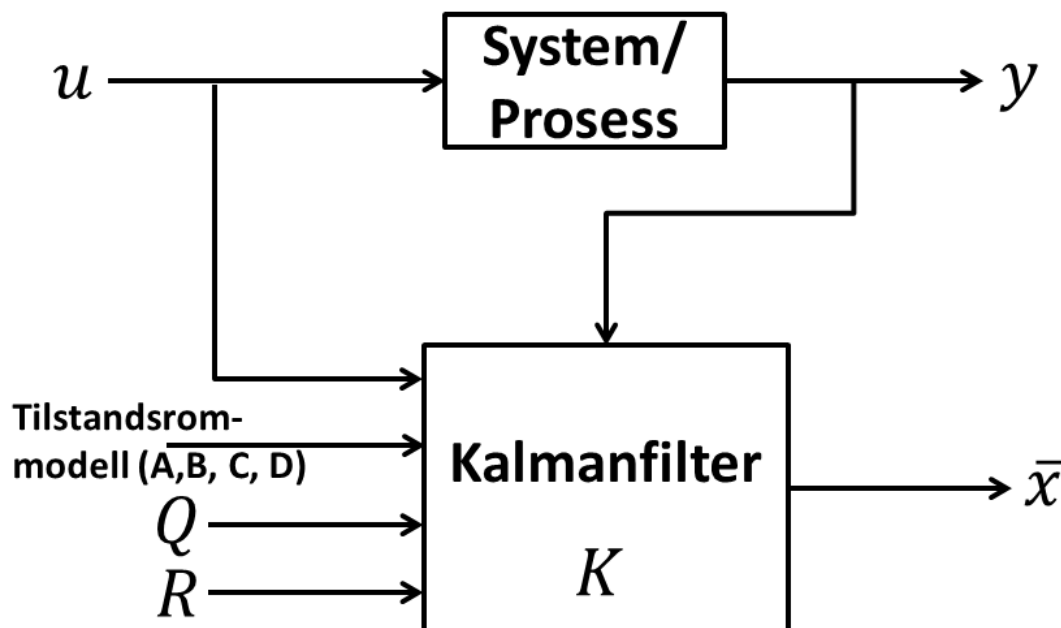 u
System/
Prosess
y
Tilstandsrom-
modell (A,B, C, D)
Q
R
Kalmanfilter
K
x̄